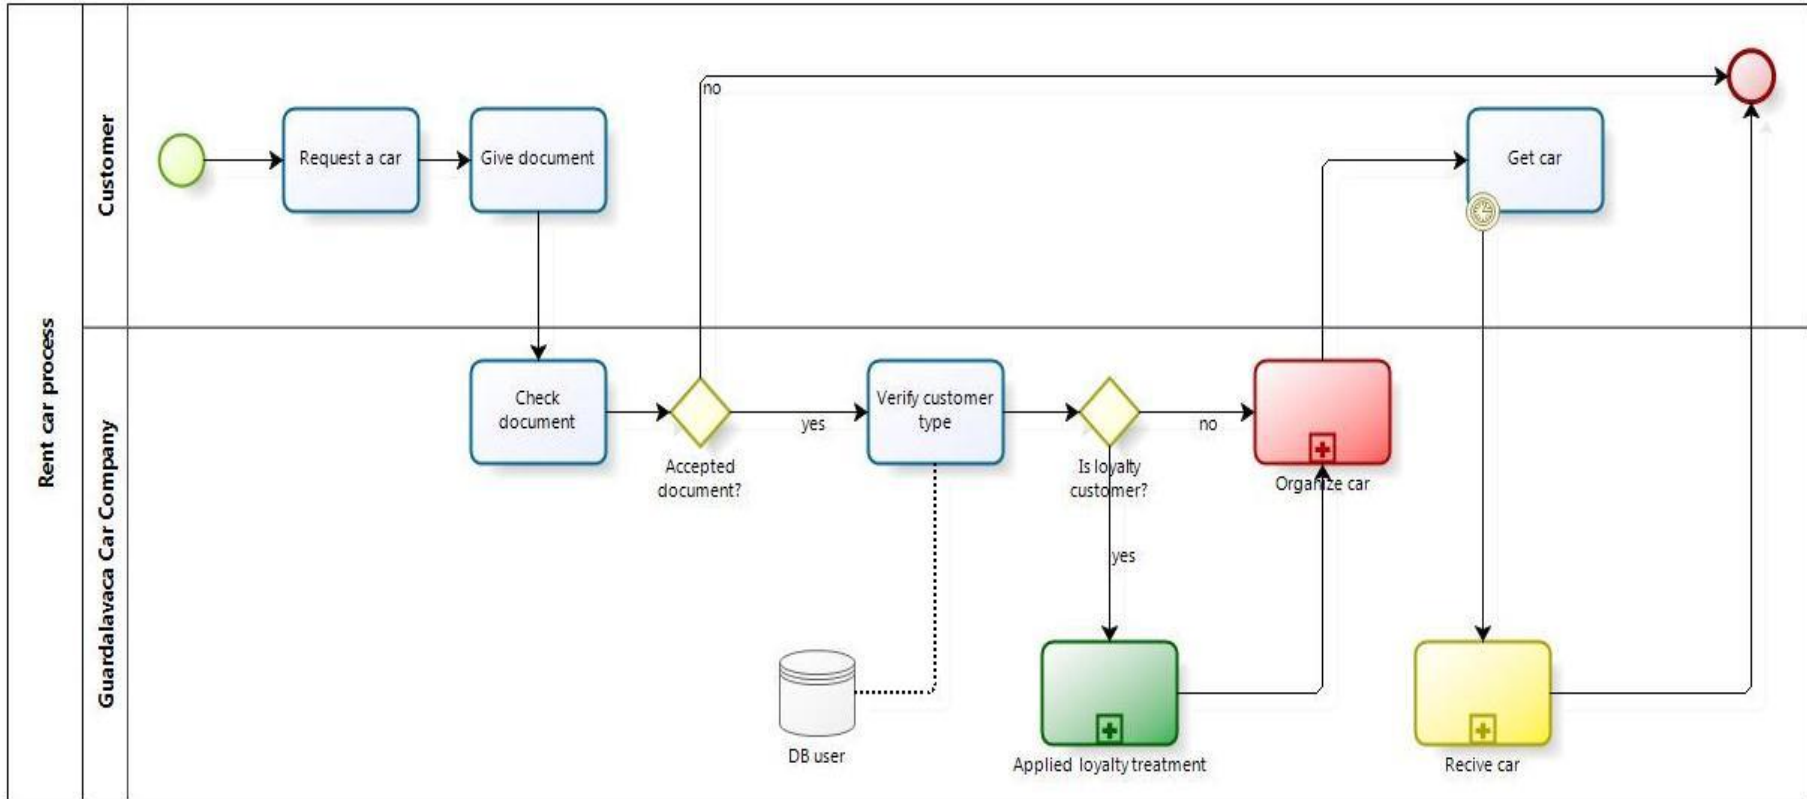 Rent car process
Customer
Guardalavaca Car Company
no
Request a car
Give document
Get car
Check
document
Accepted
document?
yes
Verify customer
type
Is loyalty
customer?
no
Organize car
yes
DB user
Applied loyalty treatment
Recive car